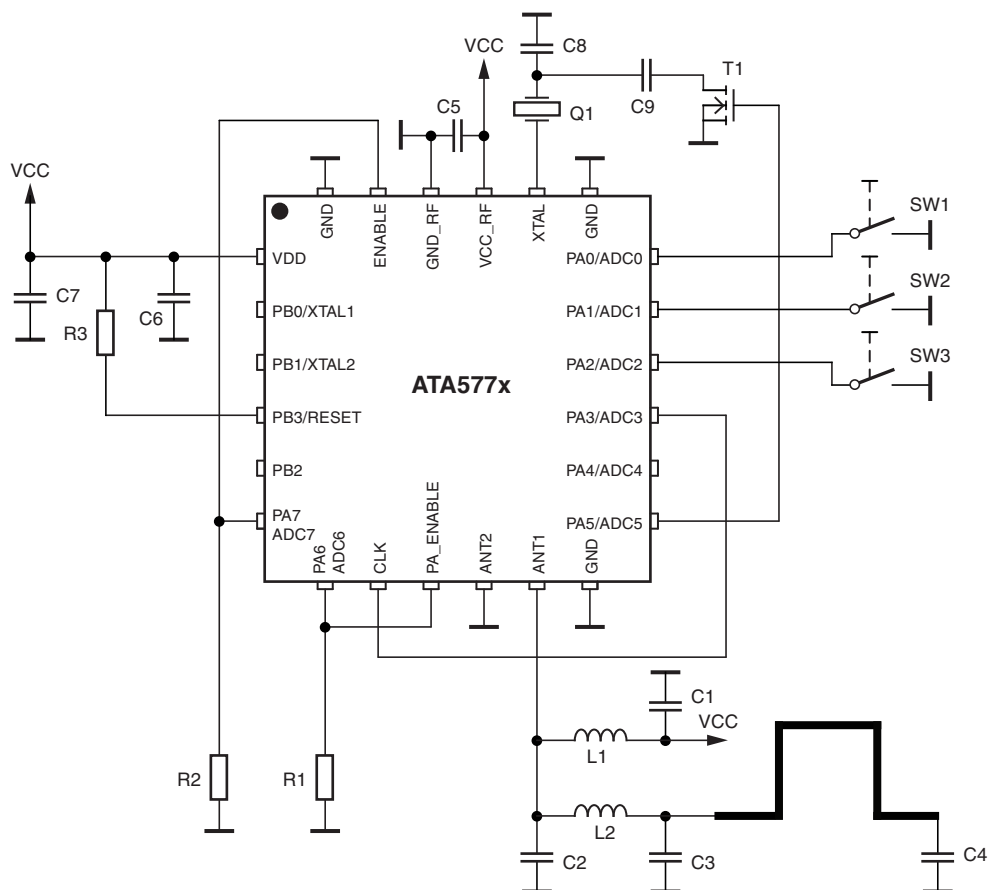 C8
VCC
T1
C5
Q1
C9
VCC
GND
ENABLE
GND_RF
VCC_RF
XTAL
GND
SW1
VDD
PA0/ADC0
C7
C6
R3
PB0/XTAL1
PA1/ADC1
SW2
PB1/XTAL2
PA2/ADC2
SW3
ATA577x
PB3/RESET
PA3/ADC3
PB2
PA4/ADC4
PA7
ADC7
PA5/ADC5
PA6
ADC6
CLK
PA_ENABLE
ANT2
ANT1
GND
C1
VCC
L1
R2
R1
L2
C2
C3
C4